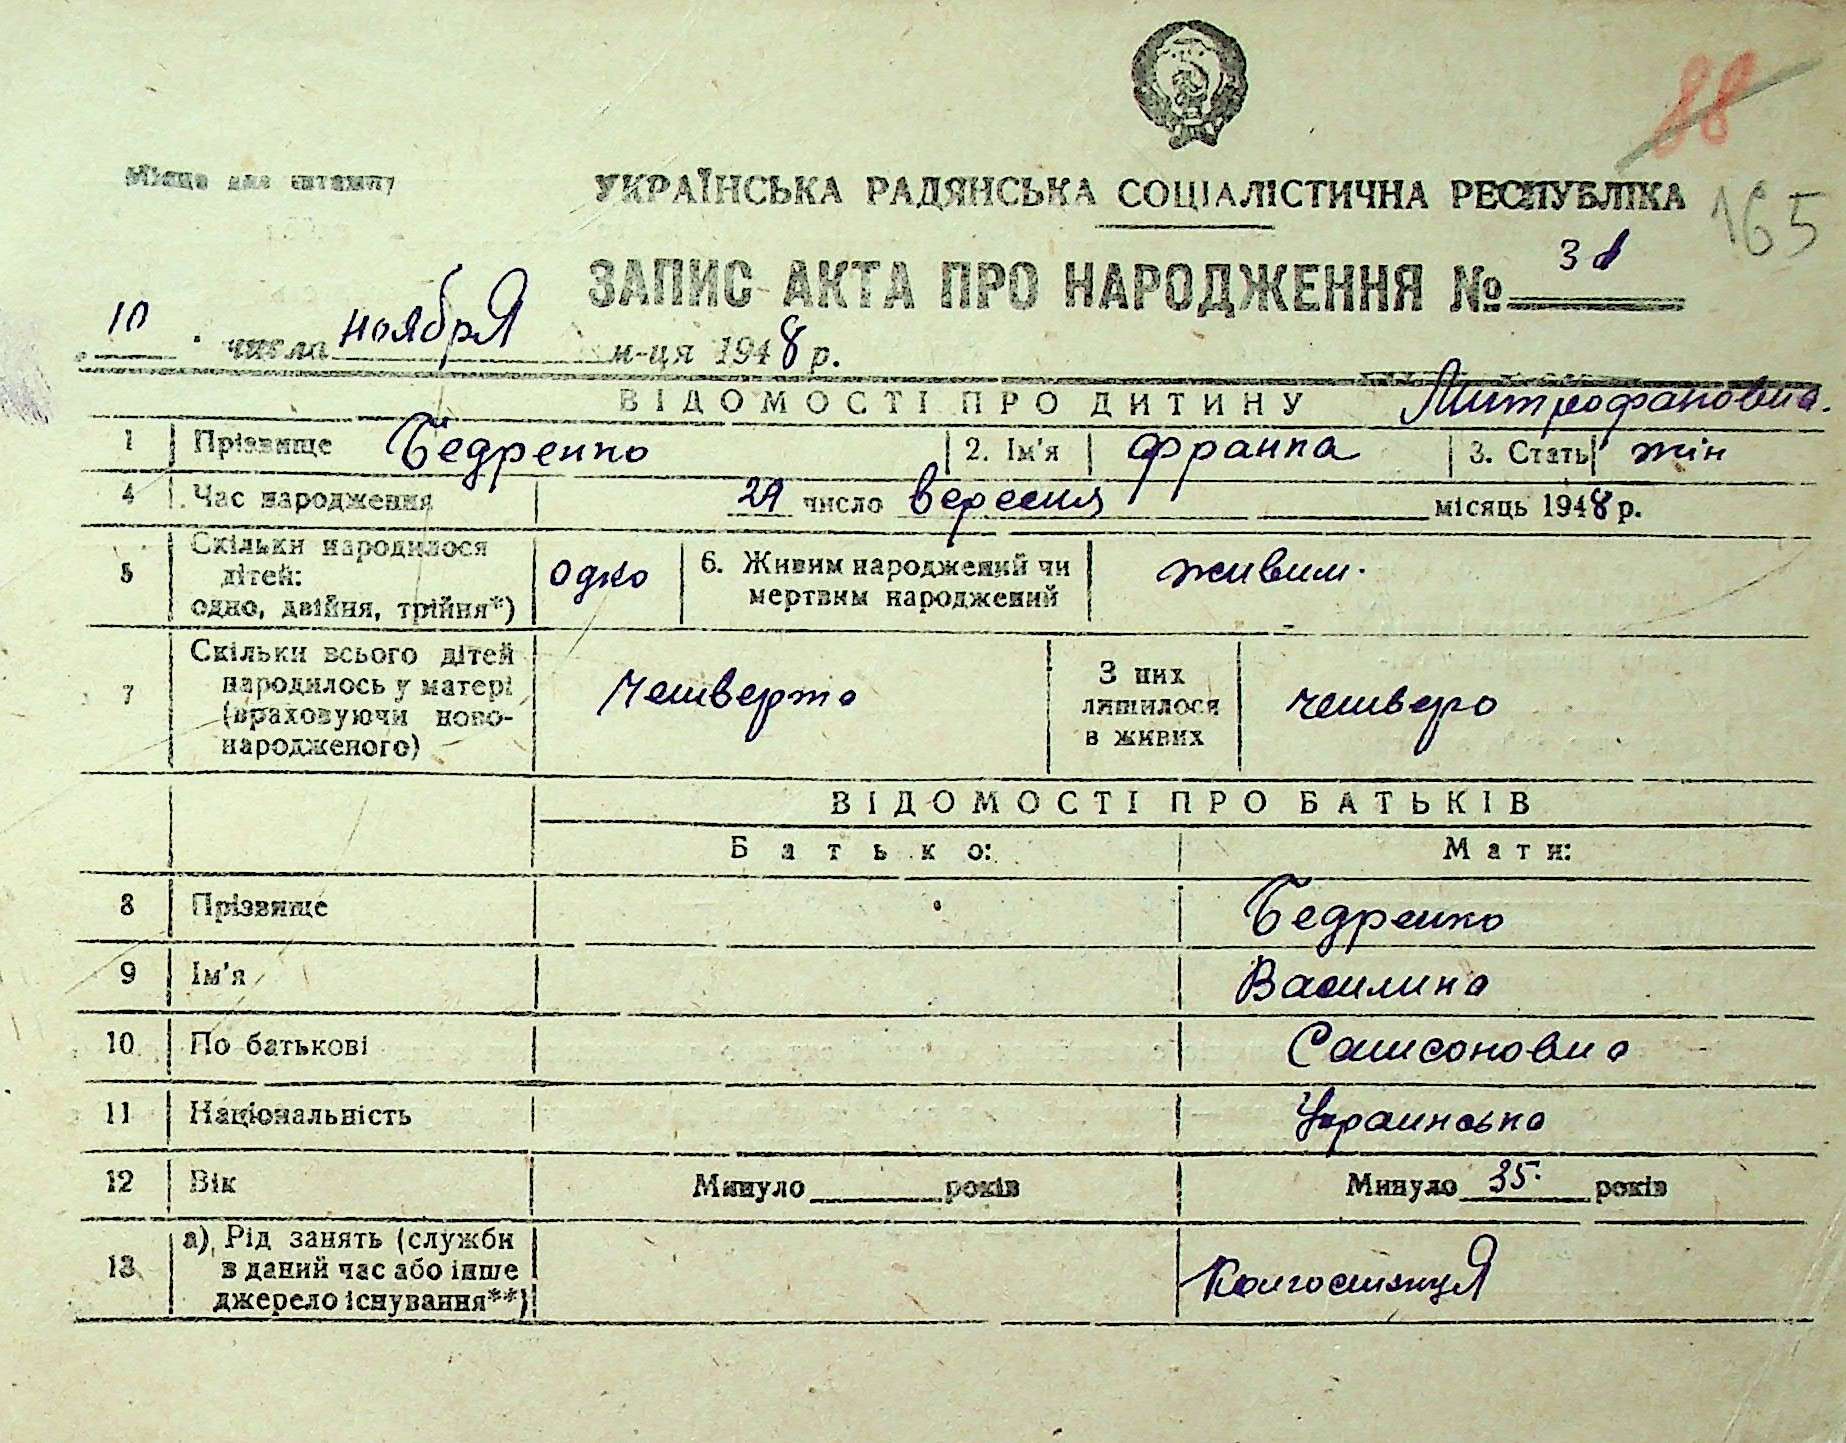 88
Місце для штампу
УКРАЇНСЬКА РАДЯНСЬКА СОЦІАЛІСТИЧНА РЕСПУБЛІКА
165
ЗАПИС АКТА ПРО НАРОДЖЕННЯ №
10 числа ноября м-ця 1948 р.
ВІДОМОСТІ ПРО ДИТИНУ Митрофановна.
1 Прізвище Бедренко 2. Ім'я Франка 3. Стать жін
4 Час народження 29 число вересня місяць 1948 р.
Скільки народилося
5 дітей: одно 6. Живим народжений чи живим.
одно, двійня, трійня*) мертвим народжений
Скільки всього дітей З них
7 народилось у матері четверто лишилося четверо
(враховуючи ново- в живих
народженого)
ВІДОМОСТІ ПРО БАТЬКІВ
Батько: Мати:
8 Прізвище Бедренко
9 Ім'я Василина
10 По батькові Самсоновна
11 Національність Украинська
12 Вік Минуло років Минуло 35. років
а) Рід занять (служби
13 в даний час або інше Колгоспниця
джерело існування**)